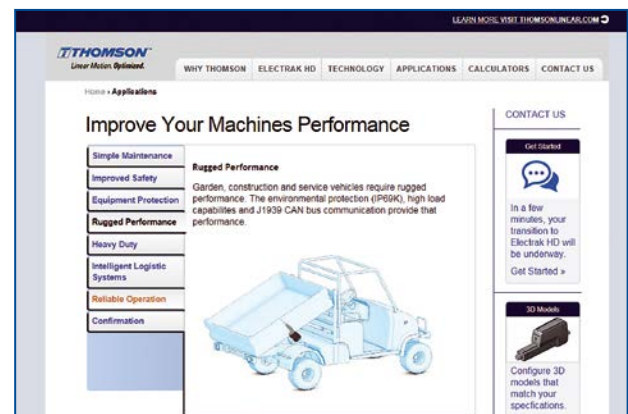 LEARN MORE VISIT THOMSONLINEAR.COM
THOMSON
Linear Motion. Optimized.
WHY THOMSON
ELECTRAK HD
TECHNOLOGY
APPLICATIONS
CALCULATORS
CONTACT US
Home » Applications
Improve Your Machines Performance
Simple Maintenance
Improved Safety
Equipment Protection
Rugged Performance
Heavy Duty
Intelligent Logistic
Systems
Reliable Operation
Confirmation
Rugged Performance
Garden, construction and service vehicles require rugged
performance. The environmental protection (IP69K), high load
capabilites and J1939 CAN bus communication provide that
performance.
CONTACT US
Get Started
In a few
minutes, your
transition to
Electrak HD will
be underway.
Get Started »
3D Models
Configure 3D
models that
match your
specfications.